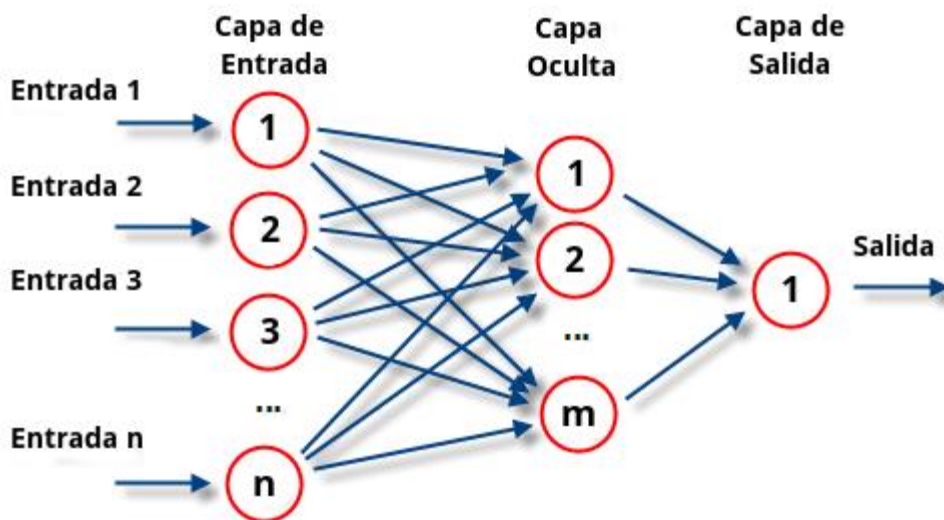 Capa de
Entrada
Capa
Oculta
Capa de
Salida
Entrada 1
Entrada 2
Entrada 3
Entrada n
1
2
3
...
n
1
2
...
m
1
Salida